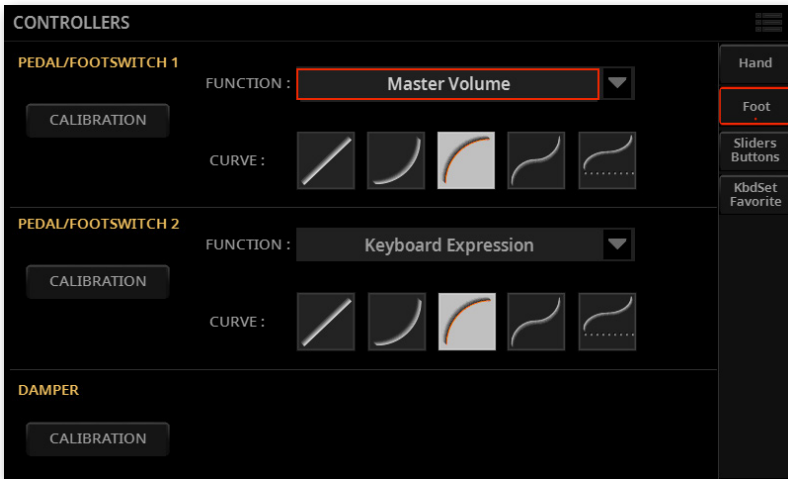 CONTROLLERS
PEDAL/FOOTSWITCH 1
FUNCTION :
Master Volume
CALIBRATION
CURVE :
PEDAL/FOOTSWITCH 2
FUNCTION :
Keyboard Expression
CALIBRATION
CURVE :
DAMPER
CALIBRATION
Hand
Foot
Sliders
Buttons
KbdSet
Favorite